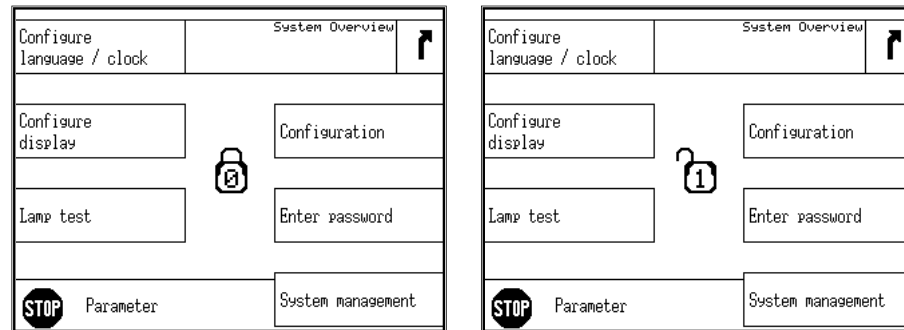 Configure
language / clock
System Overview
Configure
display
Configuration
0
Lamp test
Enter password
STOP
Parameter
System management
Configure
language / clock
System Overview
Configure
display
Configuration
1
Lamp test
Enter password
STOP
Parameter
System management